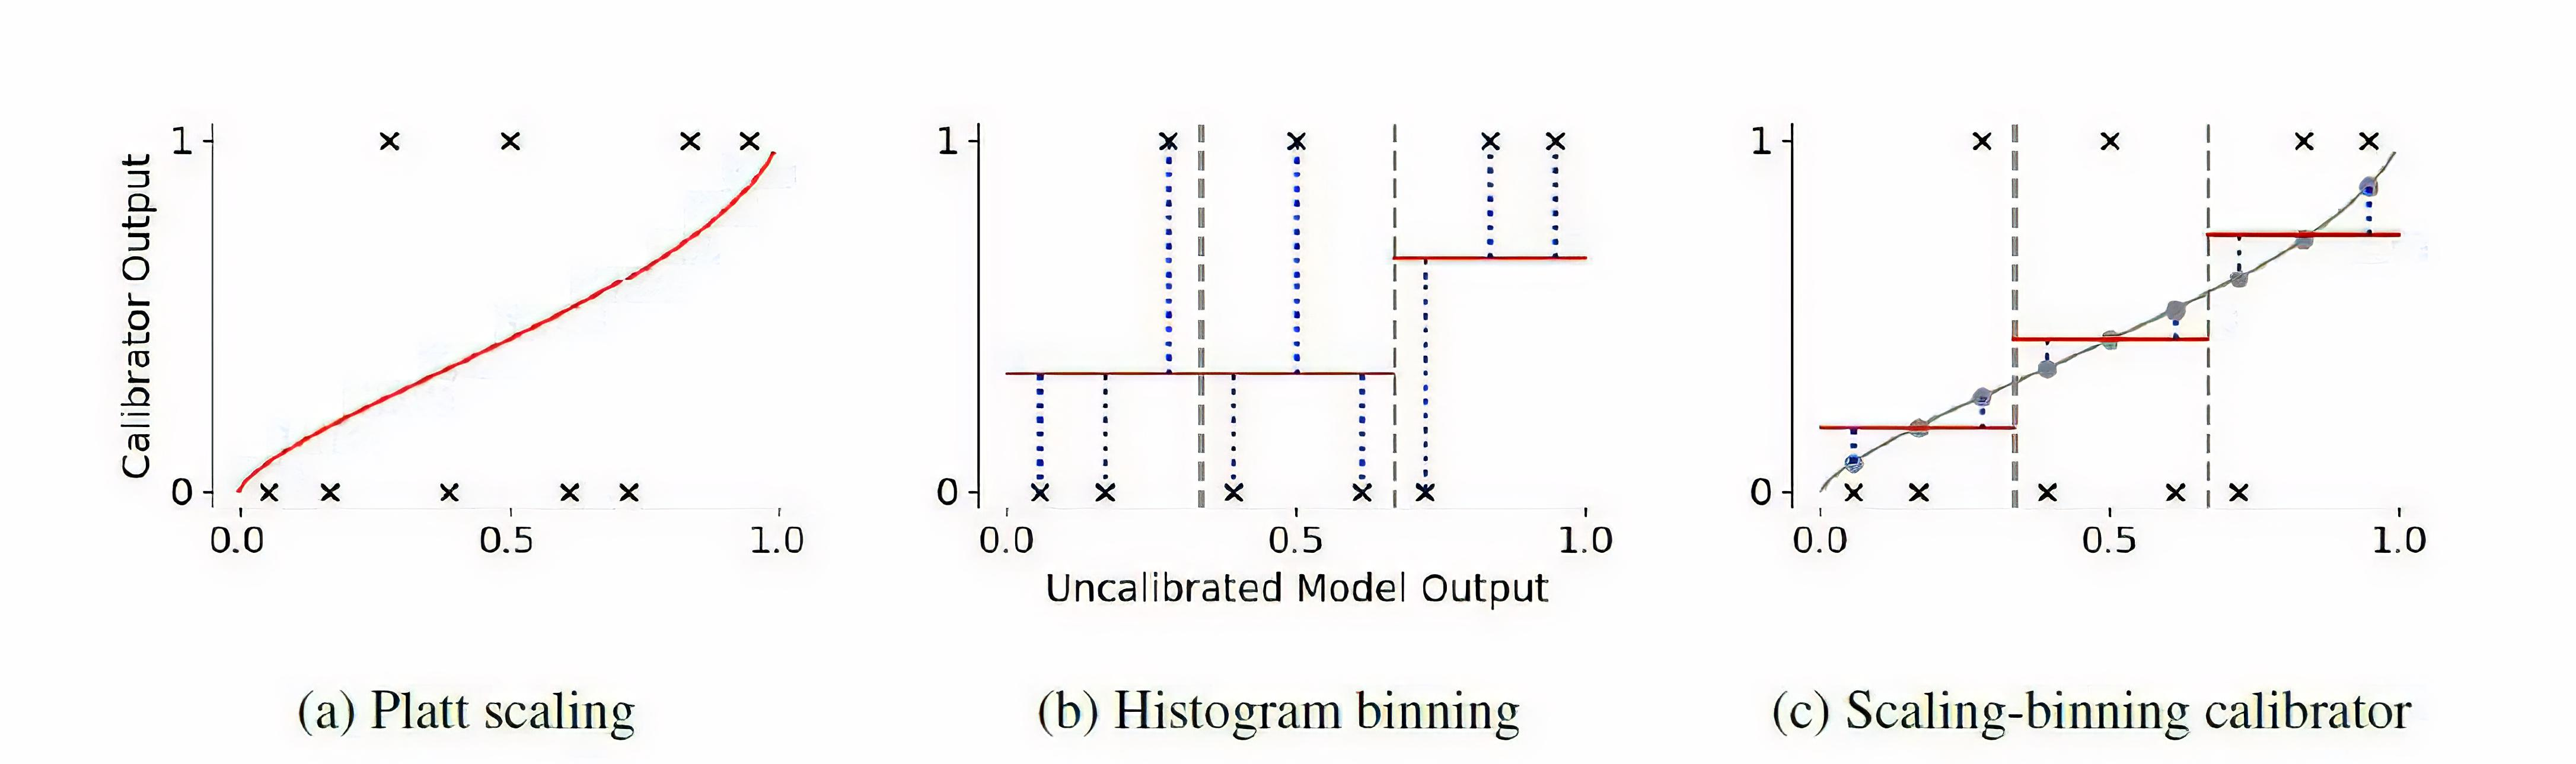 Calibrator Output
1
0
0.0 0.5 1.0
1
0
0.0 0.5 1.0
Uncalibrated Model Output
1
0
0.0 0.5 1.0
(a) Platt scaling
(b) Histogram binning
(c) Scaling-binning calibrator